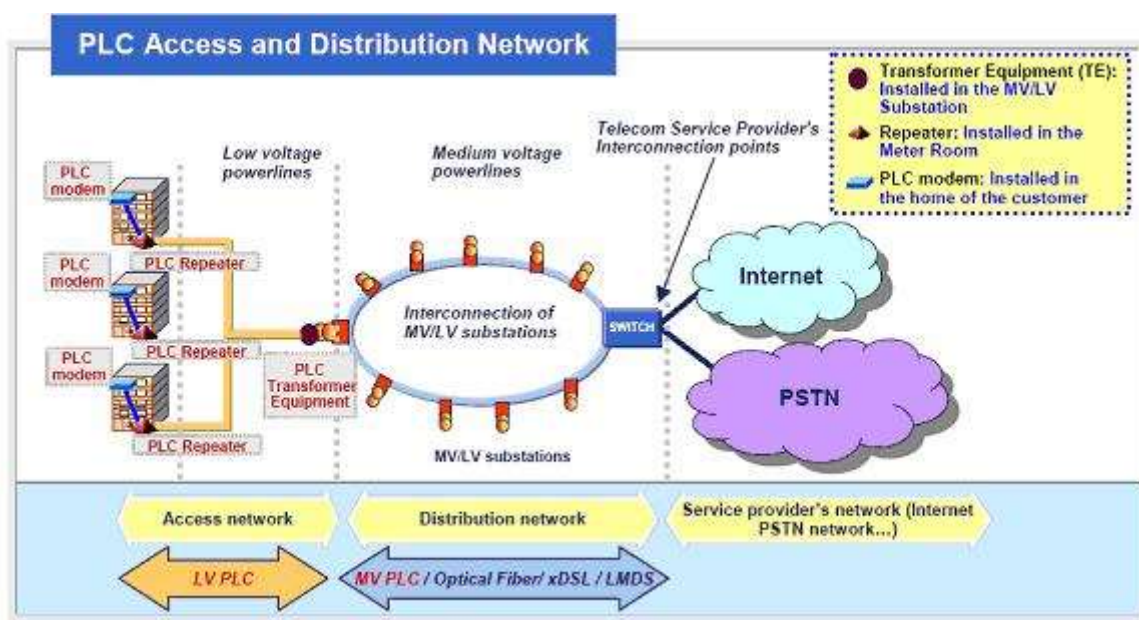 PLC Access and Distribution Network
Transformer Equipment (TE):
Installed in the MV/LV
Substation
Repeater: Installed in the
Meter Room
PLC modem: Installed in
the home of the customer
Telecom Service Provider's
Interconnection points
Low voltage
powerlines
Medium voltage
powerlines
PLC
modem
PLC Repeater
PLC
modem
PLC Repeater
PLC
modem
PLC Repeater
PLC
Transformer
Equipment
Interconnection of
MV/LV substations
SWITCH
Internet
PSTN
MV/LV substations
Access network
Distribution network
Service provider's network (Internet
PSTN network...)
LV PLC
MV PLC / Optical Fiber/ xDSL / LMDS